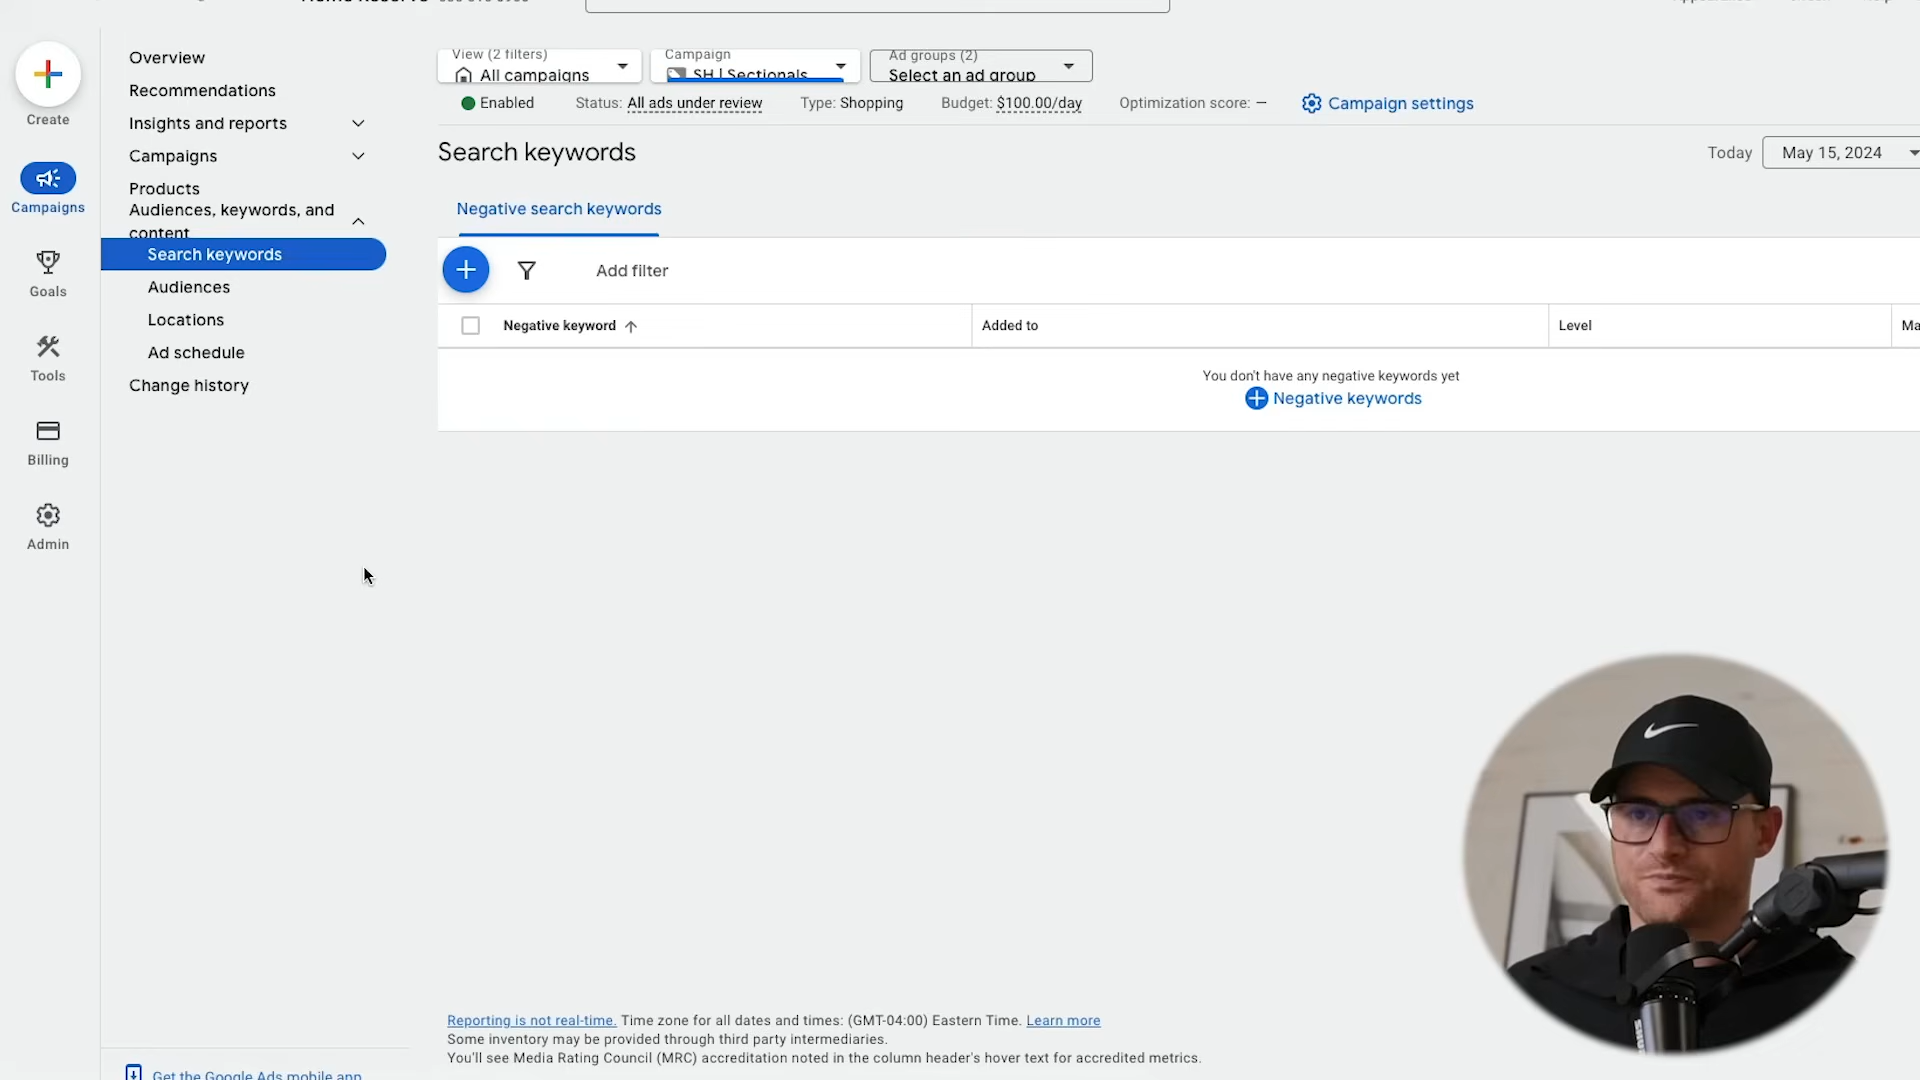 Create
Campaigns
Goals
Tools
Billing
Admin
Overview
Recommendations
Insights and reports
Campaigns
Products
Audiences, keywords, and
content
Search keywords
Audiences
Locations
Ad schedule
Change history
Get the Google Ads mobile app
View (2 filters)
All campaigns
Campaign
SH | Sectionals
Ad groups (2)
Select an ad group
Enabled
Status: All ads under review
Type: Shopping
Budget: $100.00/day
Optimization score: –
Campaign settings
Search keywords
Today
May 15, 2024
Negative search keywords
Add filter
Negative keyword
Added to
Level
Ma
You don't have any negative keywords yet
Negative keywords
Reporting is not real-time. Time zone for all dates and times: (GMT-04:00) Eastern Time. Learn more
Some inventory may be provided through third party intermediaries.
You'll see Media Rating Council (MRC) accreditation noted in the column header's hover text for accredited metrics.